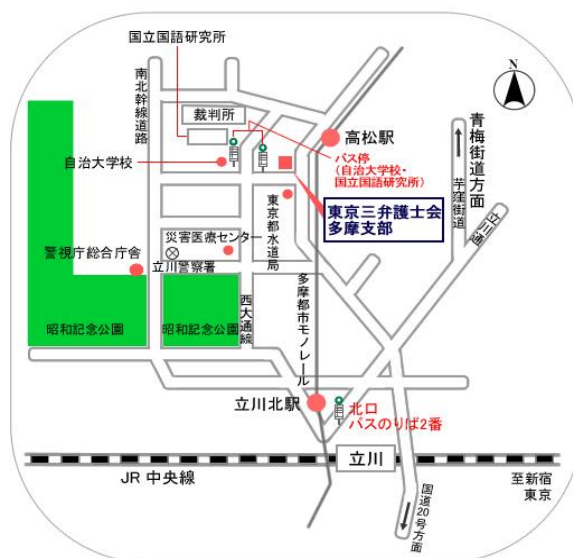 国立国語研究所
N
南北幹線道路
裁判所
高松駅
青梅街道方面
バス停
(自治大学校・
国立国語研究所)
自治大学校
芋窪街道
東京三弁護士会
多摩支部
立川通
東京都水道局
災害医療センター
警視庁総合庁舎
立川警察署
多摩都市モノレール
西大通線
昭和記念公園
昭和記念公園
立川北駅
北口
バスのりば2番
立川
JR 中央線
至新宿
東京
国道20号方面